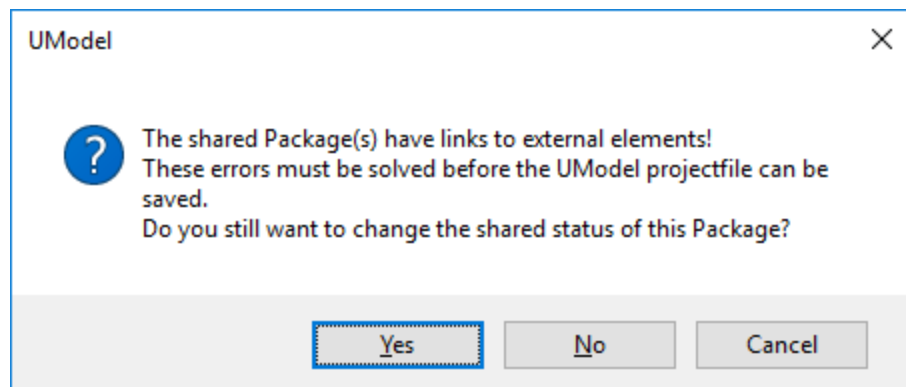 UModel
The shared Package(s) have links to external elements!
These errors must be solved before the UModel projectfile can be
saved.
Do you still want to change the shared status of this Package?
Yes No Cancel